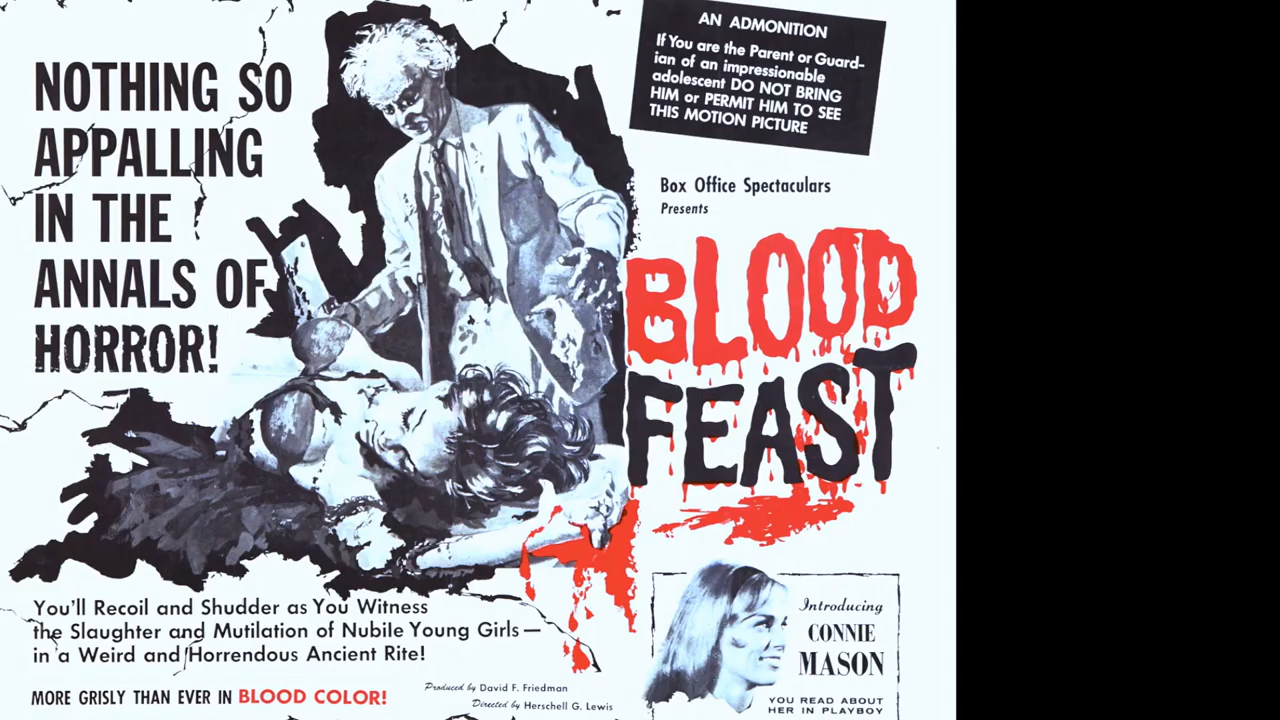 NOTHING SO
APPALLING
IN THE
ANNALS OF
HORROR!
AN ADMONITION
If You are the Parent or Guard-
ian of an impressionable
adolescent DO NOT BRING
HIM or PERMIT HIM TO SEE
THIS MOTION PICTURE
Box Office Spectaculars
Presents
BLOOD
FEAST
You'll Recoil and Shudder as You Witness
the Slaughter and Mutilation of Nubile Young Girls—
in a Weird and Horrendous Ancient Rite!
MORE GRISLY THAN EVER IN BLOOD COLOR!
Produced by David F. Friedman
Directed by Herschell G. Lewis
Introducing
CONNIE
MASON
YOU READ ABOUT
HER IN PLAYBOY